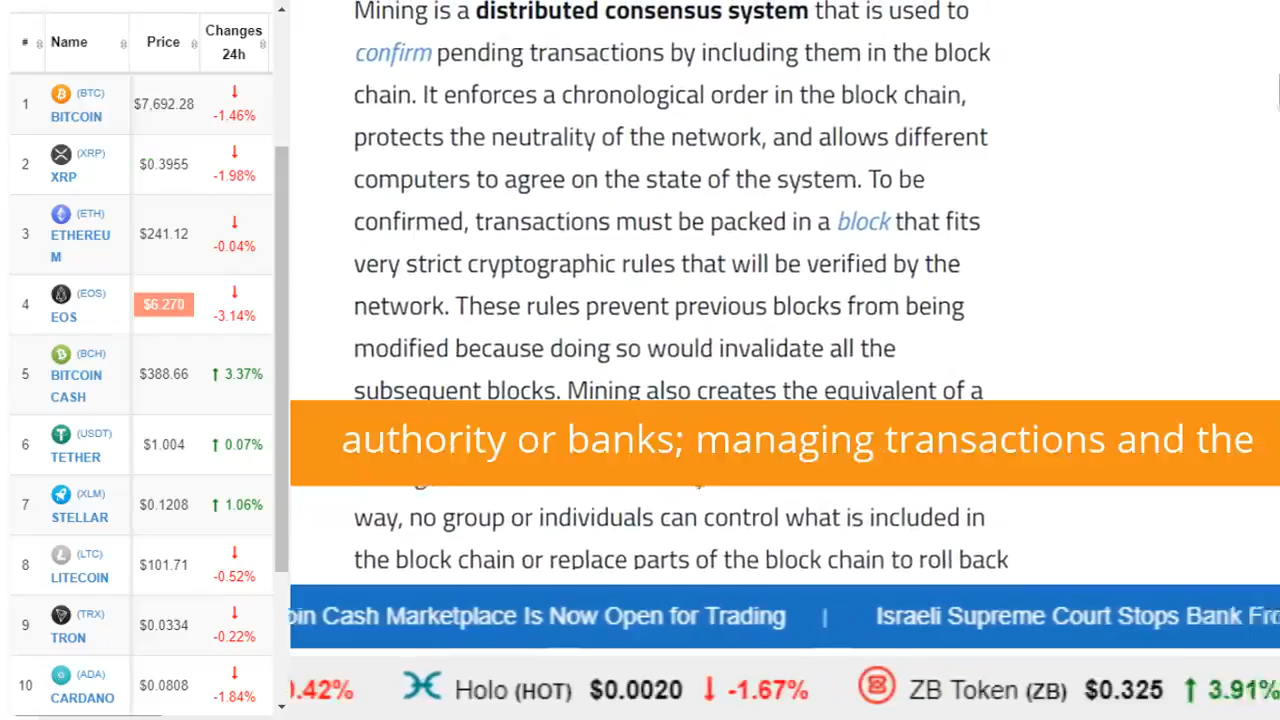 # Name Price Changes 24h
1 (BTC) BITCOIN $7,692.28 ↓ -1.46%
2 (XRP) XRP $0.3955 ↓ -1.98%
3 (ETH) ETHEREUM $241.12 ↓ -0.04%
4 (EOS) EOS $6.270 ↓ -3.14%
5 (BCH) BITCOIN CASH $388.66 ↑ 3.37%
6 (USDT) TETHER $1.004 ↑ 0.07%
7 (XLM) STELLAR $0.1208 ↑ 1.06%
8 (LTC) LITECOIN $101.71 ↓ -0.52%
9 (TRX) TRON $0.0334 ↓ -0.22%
10 (ADA) CARDANO $0.0808 ↓ -1.84%
Mining is a distributed consensus system that is used to
confirm pending transactions by including them in the block
chain. It enforces a chronological order in the block chain,
protects the neutrality of the network, and allows different
computers to agree on the state of the system. To be
confirmed, transactions must be packed in a block that fits
very strict cryptographic rules that will be verified by the
network. These rules prevent previous blocks from being
modified because doing so would invalidate all the
subsequent blocks. Mining also creates the equivalent of a
authority or banks; managing transactions and the
way, no group or individuals can control what is included in
the block chain or replace parts of the block chain to roll back
oin Cash Marketplace Is Now Open for Trading | Israeli Supreme Court Stops Bank Fro
0.42% Holo (HOT) $0.0020 ↓ -1.67% ZB Token (ZB) $0.325 ↑ 3.91%